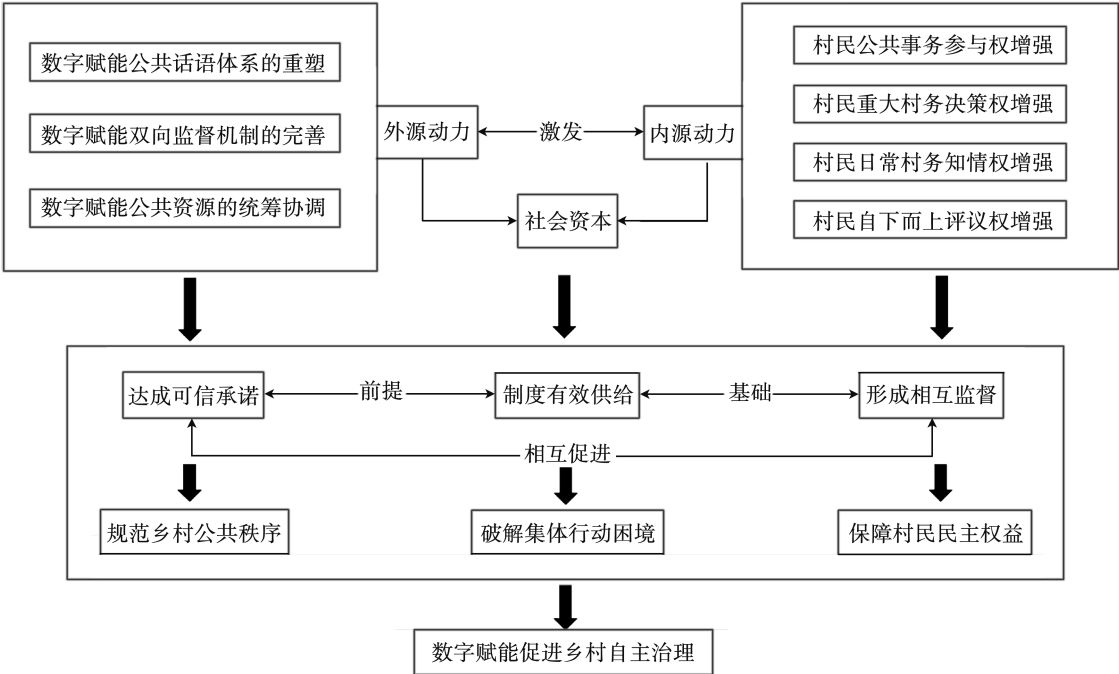 数字赋能公共话语体系的重塑
数字赋能双向监督机制的完善
数字赋能公共资源的统筹协调
外源动力
激发
内源动力
社会资本
村民公共事务参与权增强
村民重大村务决策权增强
村民日常村务知情权增强
村民自下而上评议权增强
达成可信承诺
前提
制度有效供给
基础
形成相互监督
相互促进
规范乡村公共秩序
破解集体行动困境
保障村民民主权益
数字赋能促进乡村自主治理